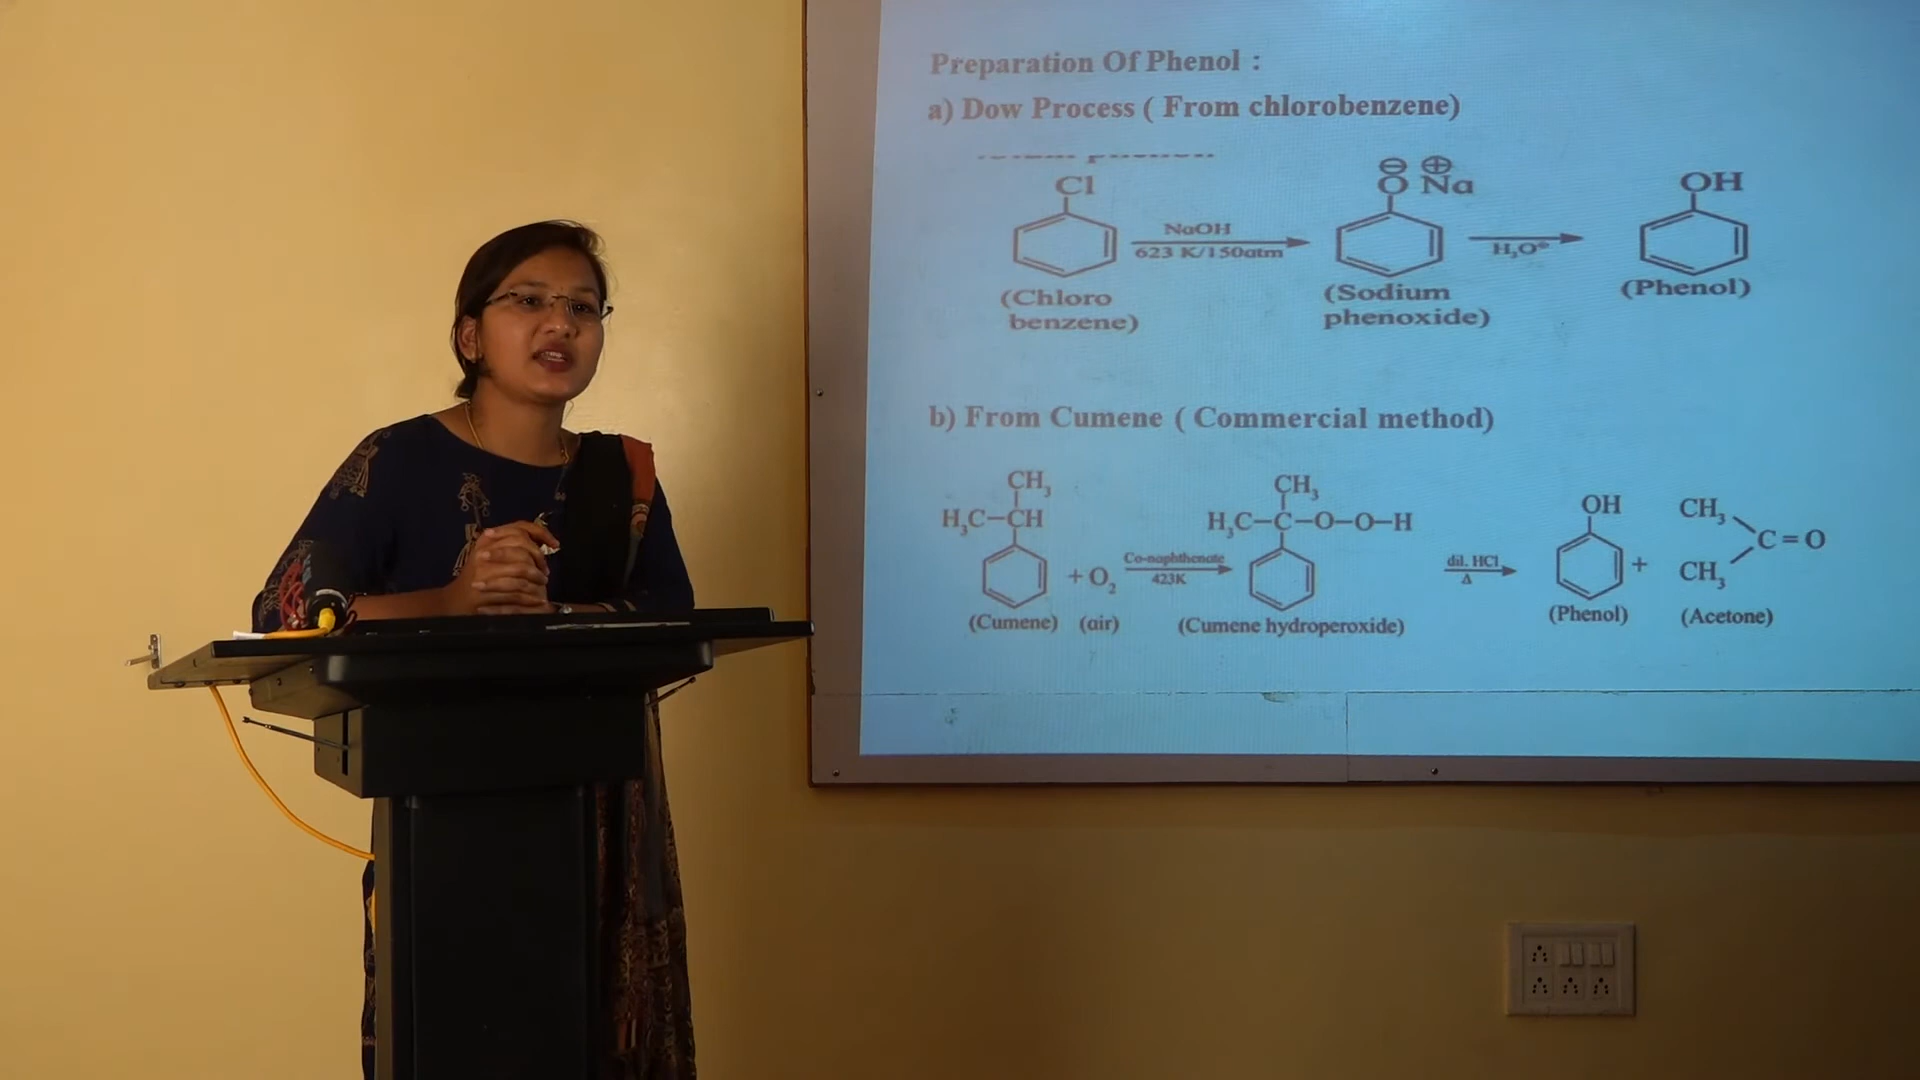 Preparation Of Phenol :
a) Dow Process ( From chlorobenzene)
Cl
NaOH
623 K/150atm
⊖ ⊕
O Na
H₃O⊕
OH
(Chloro
benzene)
(Sodium
phenoxide)
(Phenol)
b) From Cumene ( Commercial method)
CH₃
H₃C–CH
+ O₂
(Cumene) (air)
Co-naphthenate
423K
CH₃
H₃C–C–O–O–H
(Cumene hydroperoxide)
dil. HCl
Δ
OH
(Phenol)
+
CH₃
C=O
CH₃
(Acetone)